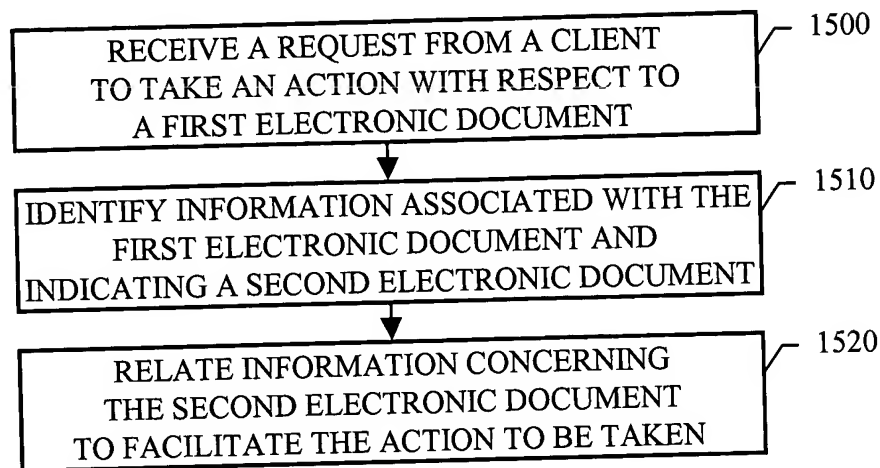 RECEIVE A REQUEST FROM A CLIENT
TO TAKE AN ACTION WITH RESPECT TO
A FIRST ELECTRONIC DOCUMENT
1500
IDENTIFY INFORMATION ASSOCIATED WITH THE
FIRST ELECTRONIC DOCUMENT AND
INDICATING A SECOND ELECTRONIC DOCUMENT
1510
RELATE INFORMATION CONCERNING
THE SECOND ELECTRONIC DOCUMENT
TO FACILITATE THE ACTION TO BE TAKEN
1520